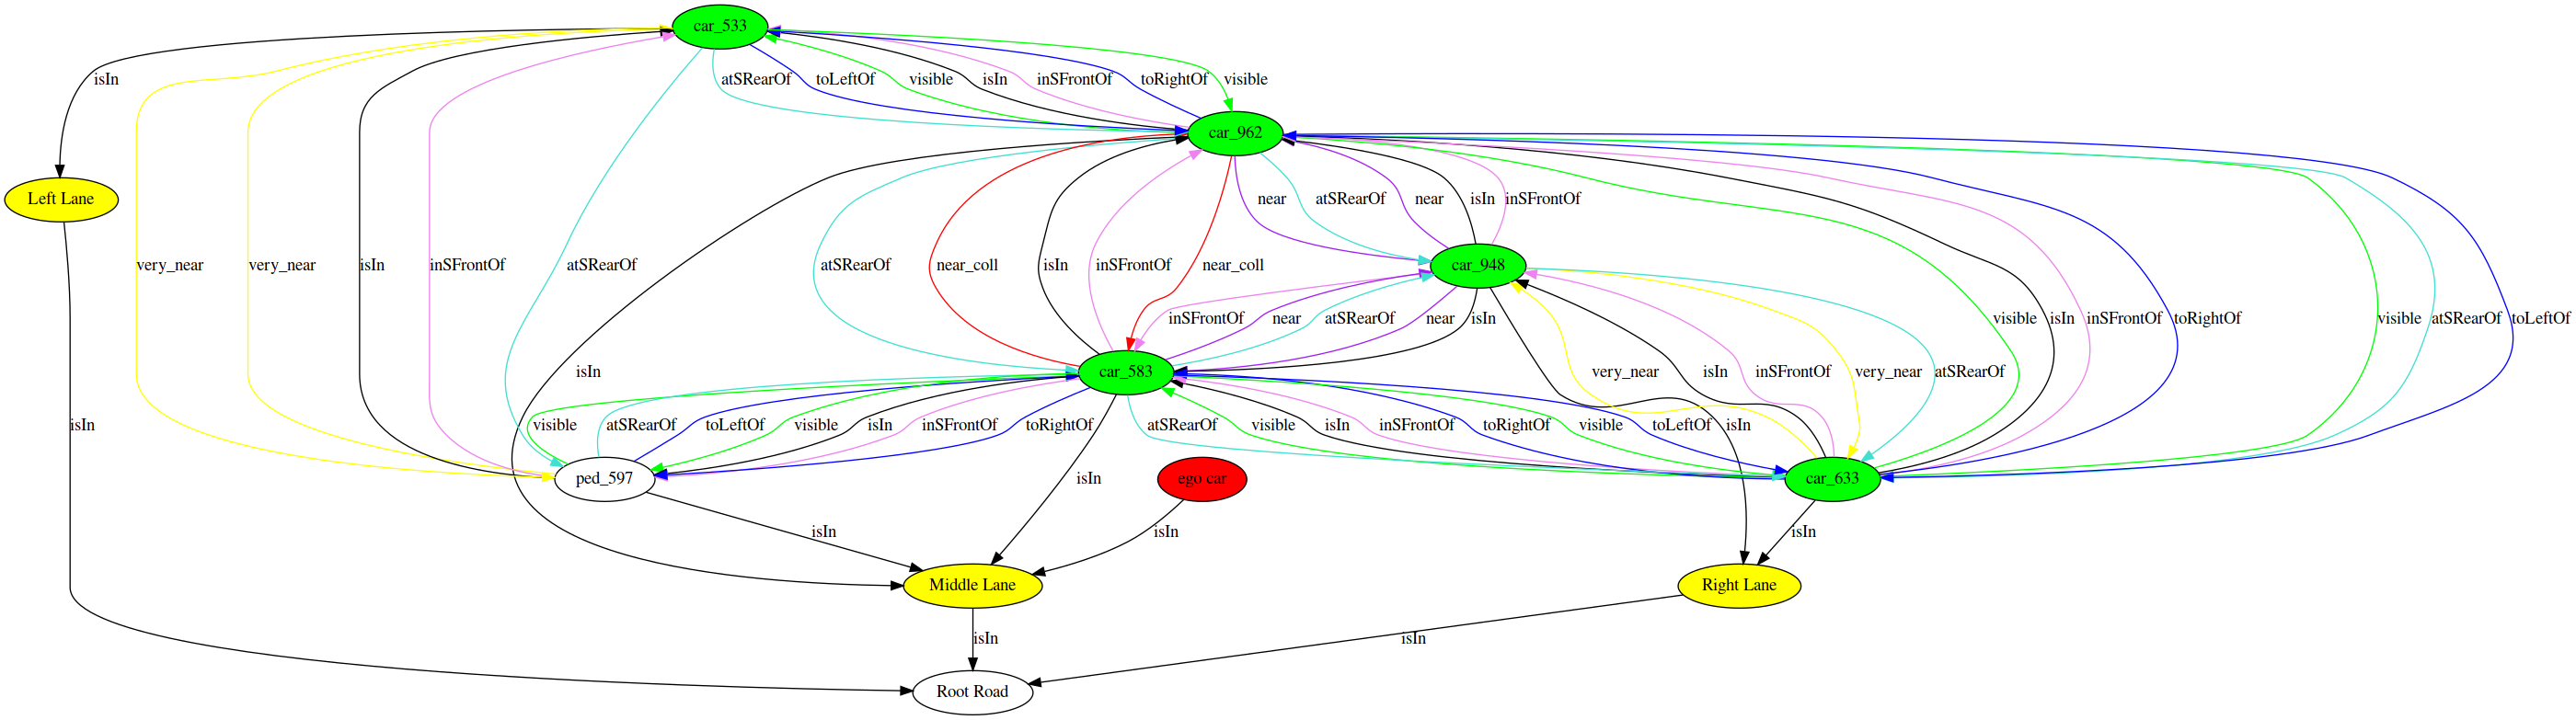 car_533
isIn
atSRearOf
toLeftOf
visible
isIn
inSFrontOf
toRightOf
visible
car_962
Left Lane
near
atSRearOf
near
isIn
inSFrontOf
very_near
very_near
isIn
inSFrontOf
atSRearOf
atSRearOf
near_coll
isIn
inSFrontOf
near_coll
car_948
inSFrontOf
near
atSRearOf
near
isIn
visible
isIn
inSFrontOf
toRightOf
visible
atSRearOf
toLeftOf
isIn
car_583
very_near
isIn
inSFrontOf
very_near
atSRearOf
isIn
visible
atSRearOf
toLeftOf
visible
isIn
inSFrontOf
toRightOf
isIn
atSRearOf
visible
isIn
inSFrontOf
toRightOf
visible
toLeftOf
isIn
ped_597
ego car
car_633
isIn
isIn
isIn
Middle Lane
Right Lane
isIn
isIn
Root Road